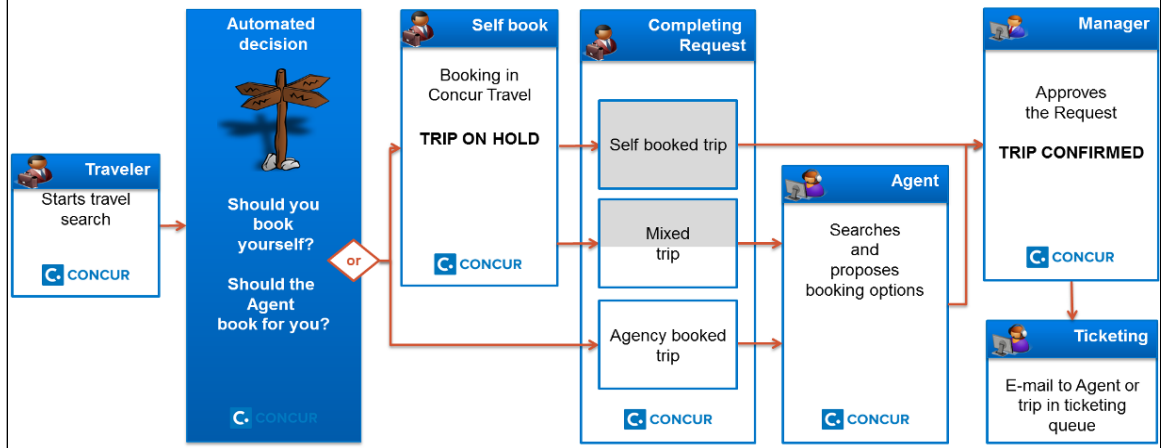 Traveler
Starts travel
search
C. CONCUR
Automated
decision
Should you
book
yourself?
Should the
Agent
book for you?
C. CONCUR
or
Self book
Booking in
Concur Travel
TRIP ON HOLD
C. CONCUR
Completing
Request
Self booked trip
Mixed
trip
Agency booked
trip
C. CONCUR
Agent
Searches
and
proposes
booking options
C. CONCUR
Manager
Approves
the Request
TRIP CONFIRMED
C. CONCUR
Ticketing
E-mail to Agent or
trip in ticketing
queue